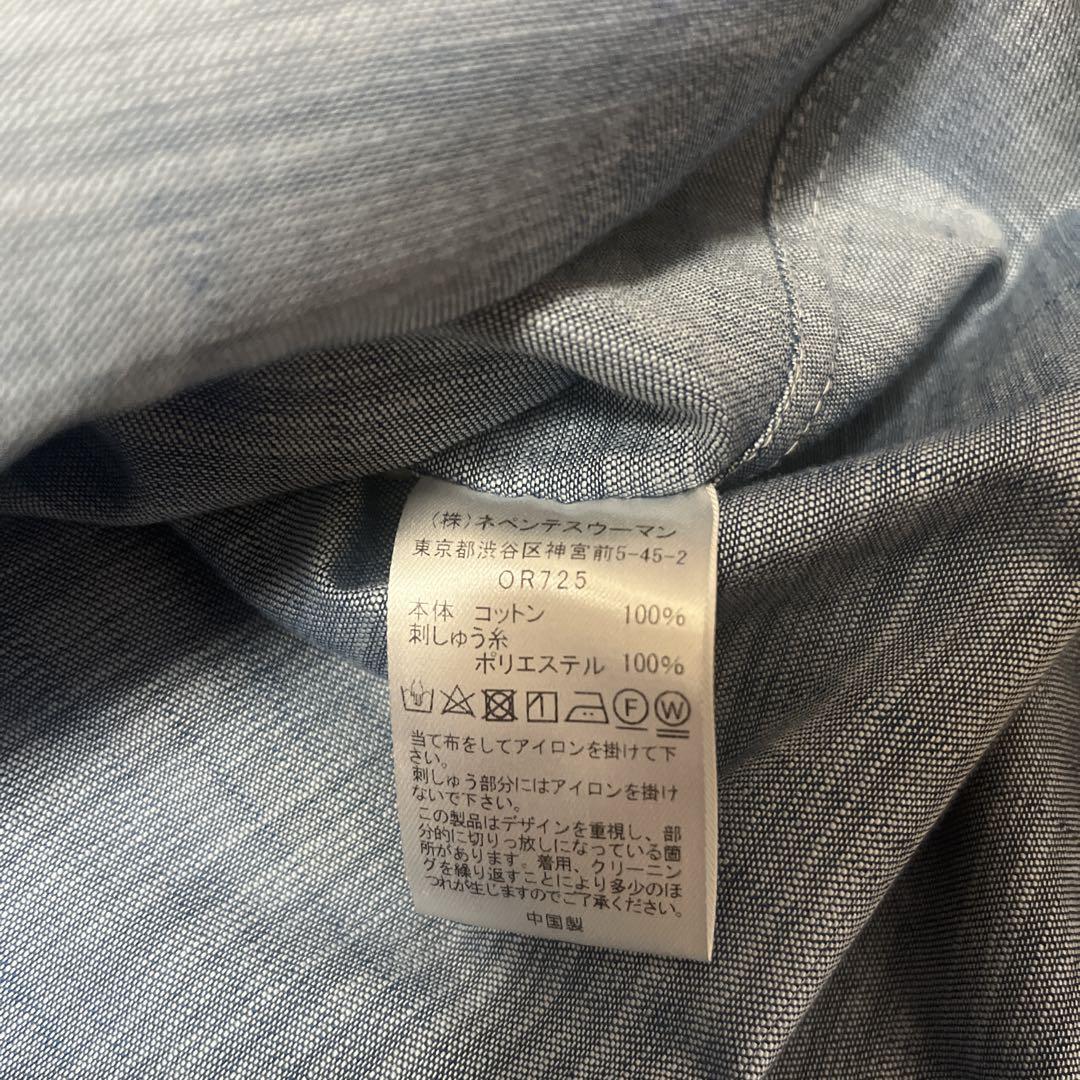 (株)ネペンテスウーマン
東京都渋谷区神宮前5-45-2
OR725
本体 コットン 100%
刺しゅう糸
ポリエステル 100%
F W
当て布をしてアイロンを掛けて下
さい。
刺しゅう部分にはアイロンを掛け
ないで下さい。
この製品はデザインを重視し、部
分的に切りっ放しになっている箇
所があります。着用、クリーニン
グを繰り返すことにより多少のほ
つれが生じますのでご了承ください。
中国製